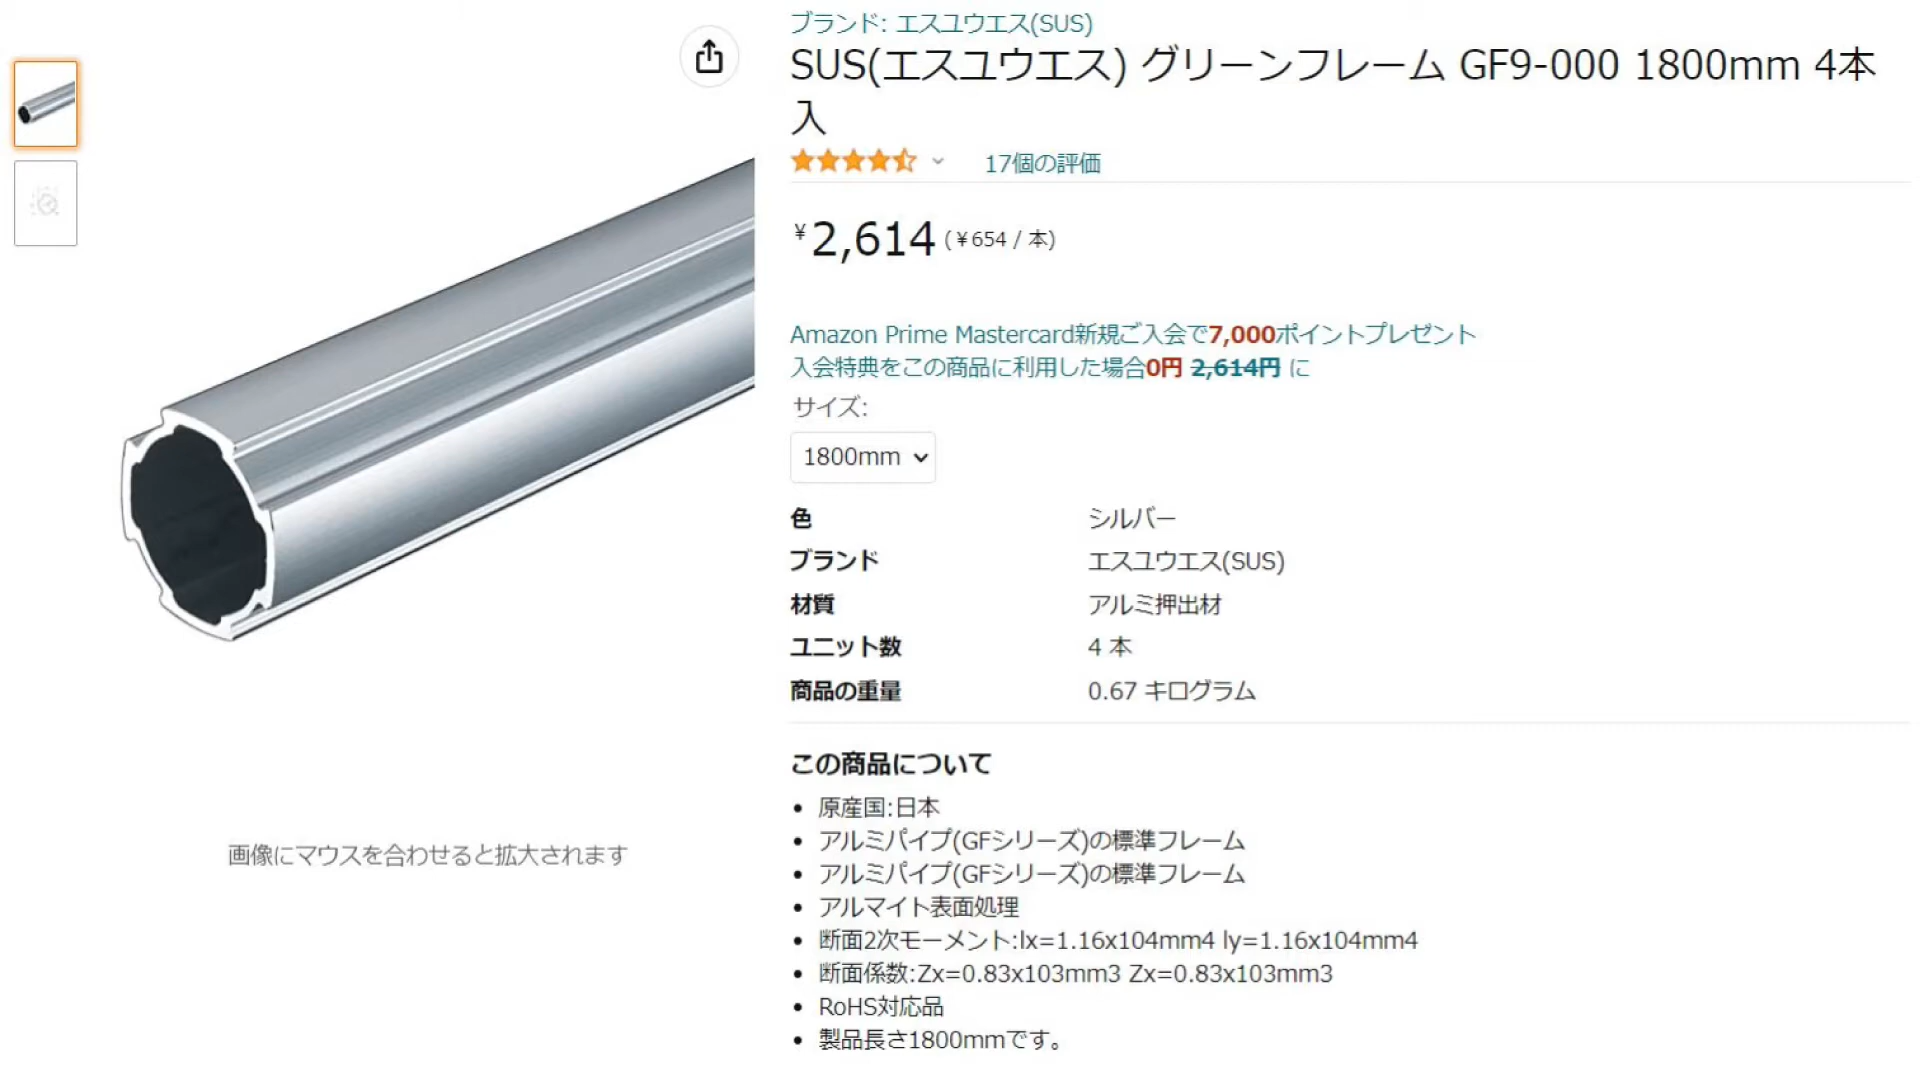 ブランド: エスユウエス(SUS)
SUS(エスユウエス) グリーンフレーム GF9-000 1800mm 4本
入
17個の評価
¥2,614 (¥654 / 本)
Amazon Prime Mastercard新規ご入会で7,000ポイントプレゼント
入会特典をこの商品に利用した場合0円 2,614円 に
サイズ:
1800mm
色 シルバー
ブランド エスユウエス(SUS)
材質 アルミ押出材
ユニット数 4 本
商品の重量 0.67 キログラム
この商品について
• 原産国:日本
• アルミパイプ(GFシリーズ)の標準フレーム
• アルミパイプ(GFシリーズ)の標準フレーム
• アルマイト表面処理
• 断面2次モーメント:lx=1.16x104mm4 ly=1.16x104mm4
• 断面係数:Zx=0.83x103mm3 Zx=0.83x103mm3
• RoHS対応品
• 製品長さ1800mmです。
画像にマウスを合わせると拡大されます